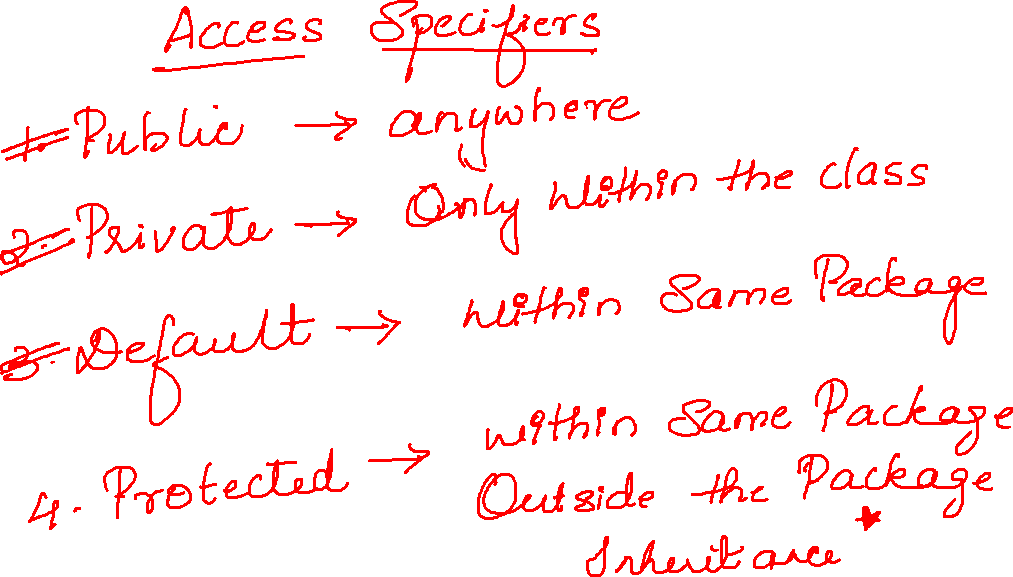 Access Specifiers
1. Public → anywhere
2. Private → Only within the class
3. Default → within Same Package
4. Protected → within Same Package
Outside the Package
* Inheritance